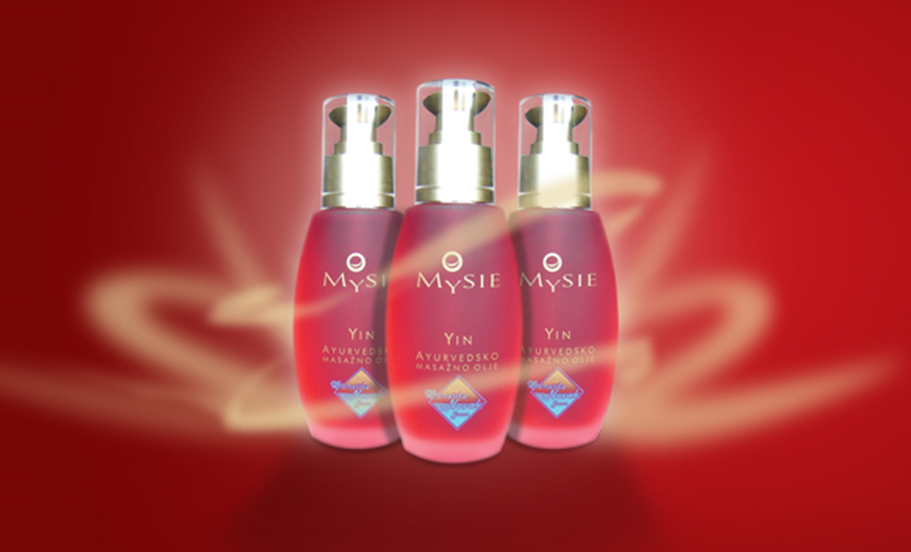 MYSIE
YIN
AYURVEDSKO
MASAŽNO OLJE
MYSIE
YIN
AYURVEDSKO
MASAŽNO OLJE
MYSIE
YIN
AYURVEDSKO
MASAŽNO OLJE